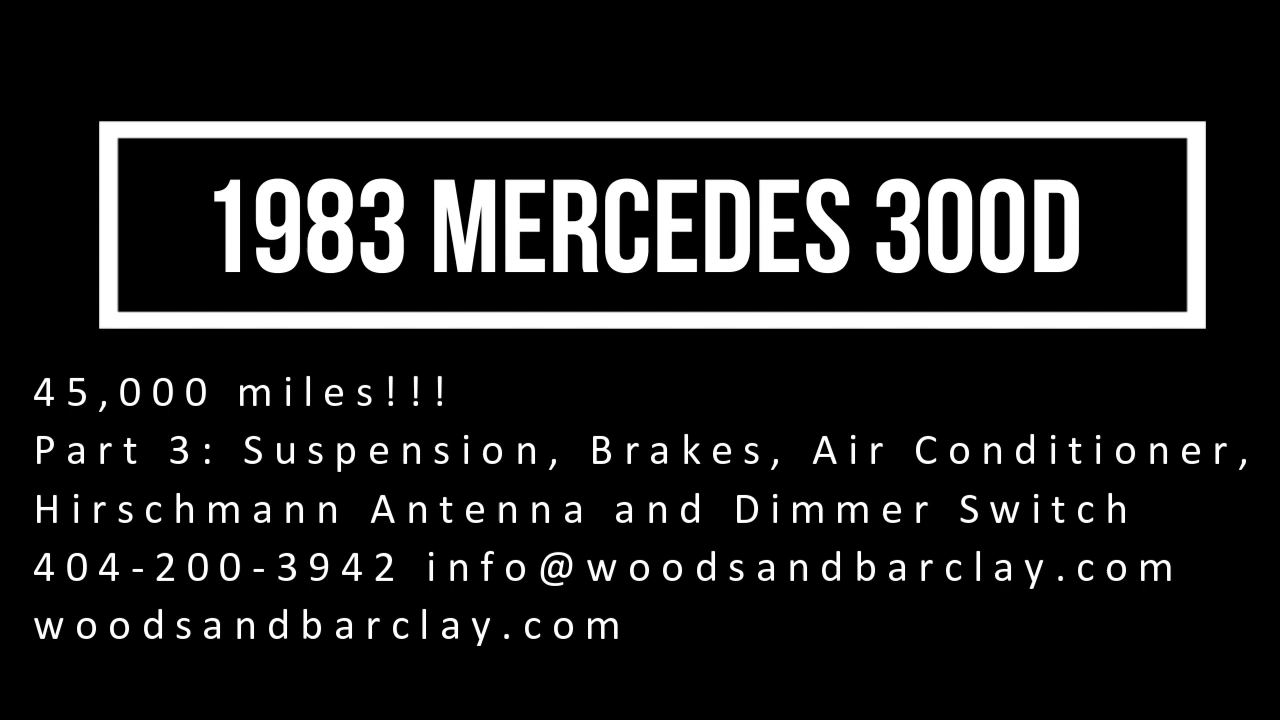 1983 MERCEDES 300D
45,000 miles!!!
Part 3: Suspension, Brakes, Air Conditioner,
Hirschmann Antenna and Dimmer Switch
404-200-3942 info@woodsandbarclay.com
woodsandbarclay.com